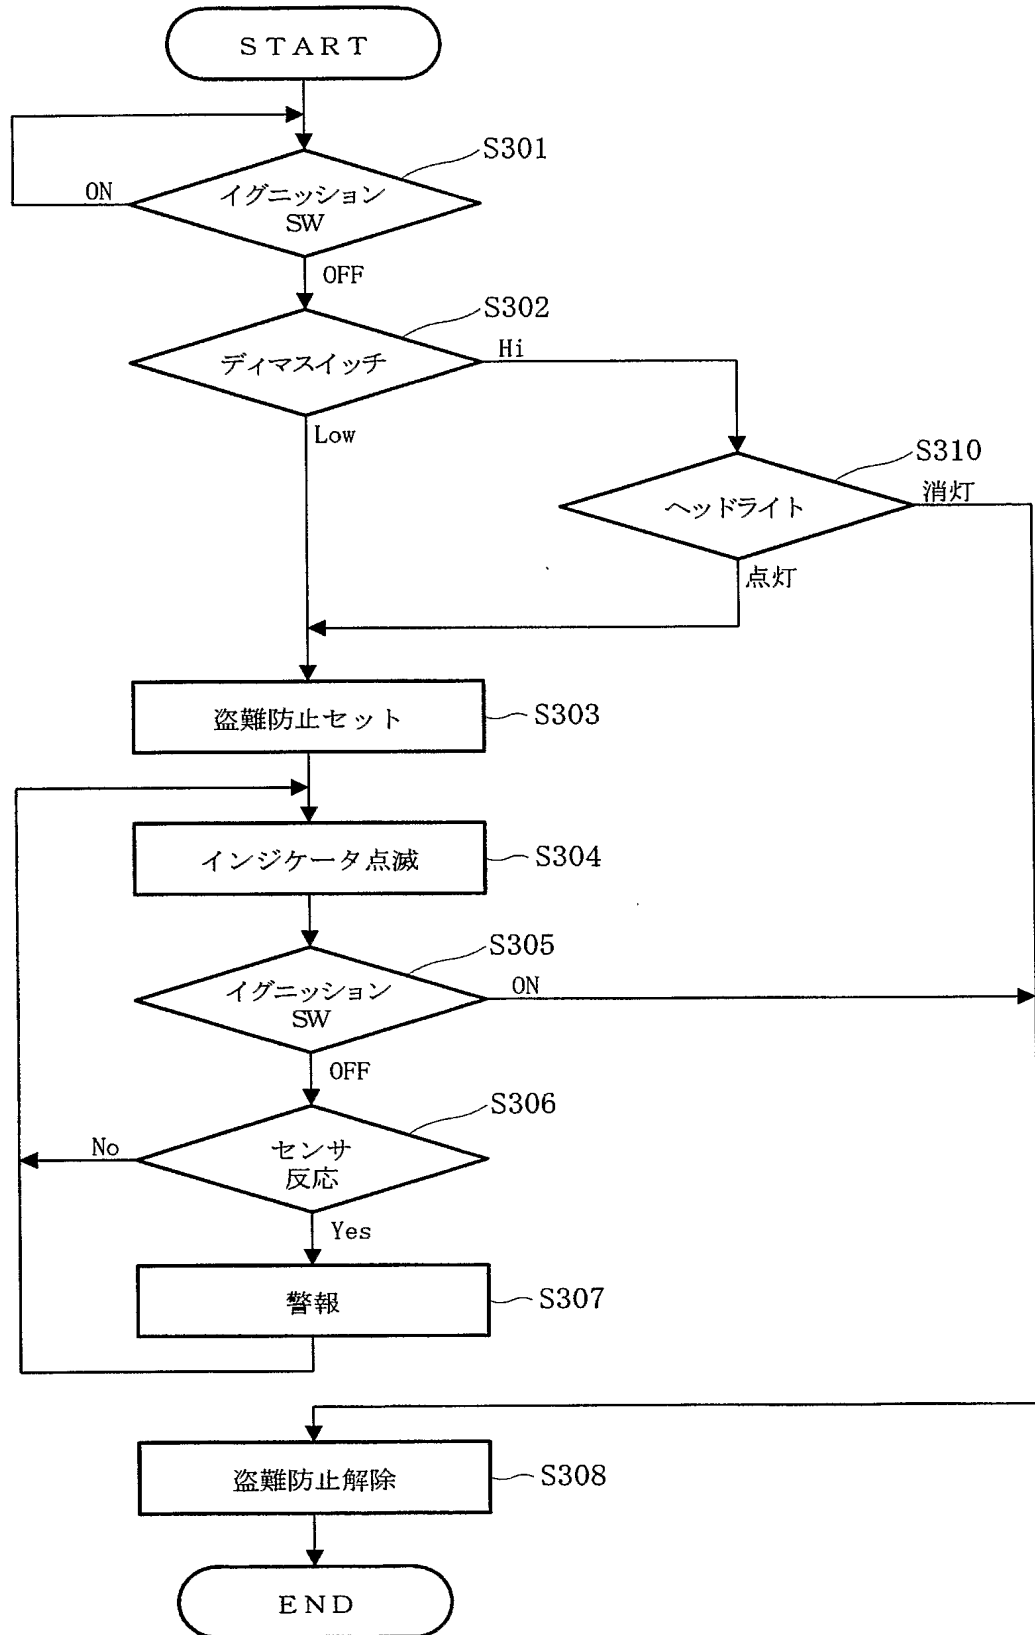 START
S301
イグニッション
SW
ON
OFF
S302
ディマスイッチ
Hi
Low
S310
ヘッドライト
消灯
点灯
盗難防止セット
S303
インジケータ点滅
S304
S305
イグニッション
SW
ON
OFF
S306
センサ
反応
No
Yes
警報
S307
盗難防止解除
S308
END